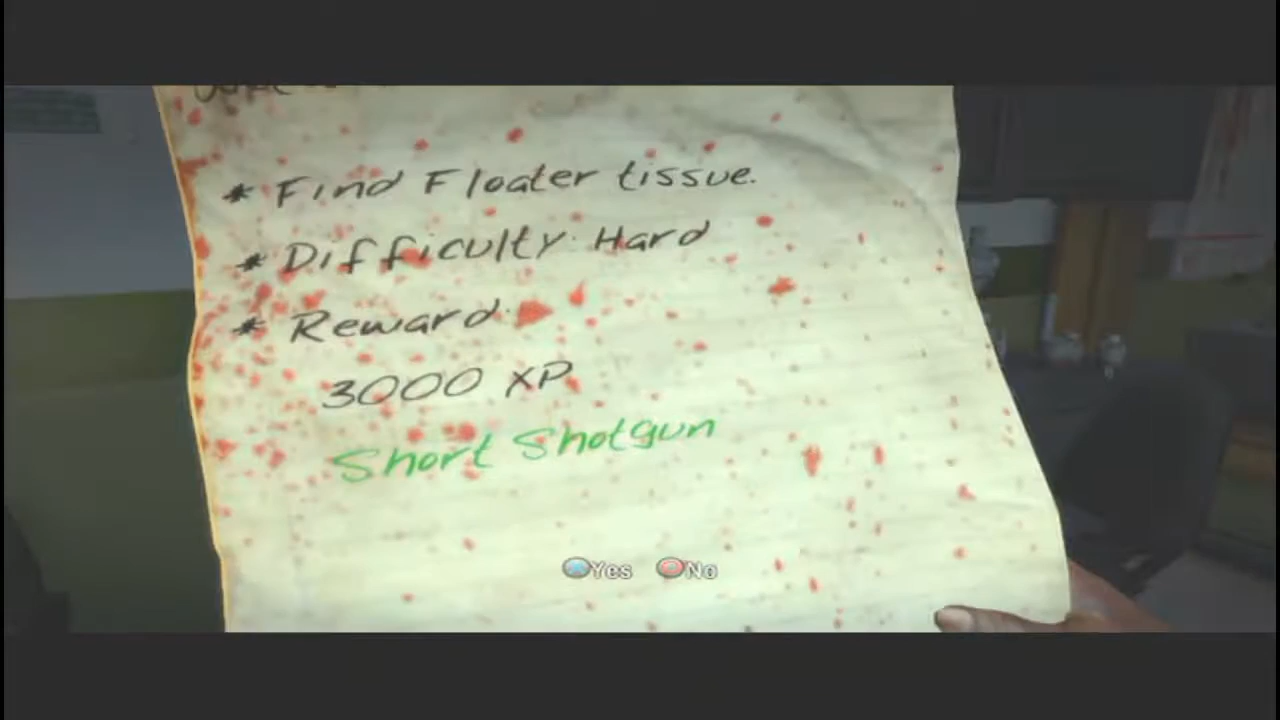 * Find Floater tissue.
* Difficulty: Hard
* Reward:
3000 XP
Short Shotgun
Yes No